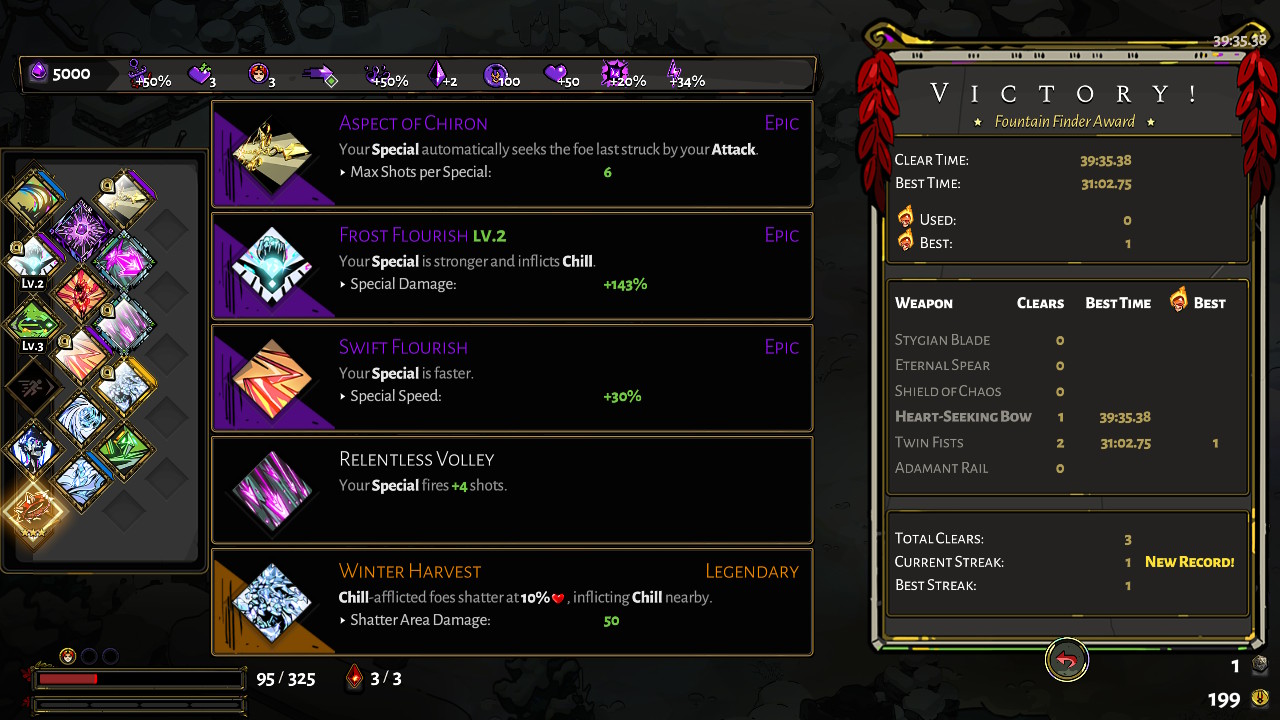 39:35.38
5000
+50%
3
3
+50%
+2
100
+50
+20%
+34%
VICTORY!
Fountain Finder Award
CLEAR TIME: 39:35.38
BEST TIME: 31:02.75
USED: 0
BEST: 1
WEAPON CLEARS BEST TIME BEST
STYGIAN BLADE 0
ETERNAL SPEAR 0
SHIELD OF CHAOS 0
HEART-SEEKING BOW 1 39:35.38
TWIN FISTS 2 31:02.75 1
ADAMANT RAIL 0
TOTAL CLEARS: 3
CURRENT STREAK: 1 NEW RECORD!
BEST STREAK: 1
ASPECT OF CHIRON EPIC
Your Special automatically seeks the foe last struck by your Attack.
Max Shots per Special: 6
FROST FLOURISH LV.2 EPIC
Your Special is stronger and inflicts Chill.
Special Damage: +143%
SWIFT FLOURISH EPIC
Your Special is faster.
Special Speed: +30%
RELENTLESS VOLLEY
Your Special fires +4 shots.
WINTER HARVEST LEGENDARY
Chill-afflicted foes shatter at 10%, inflicting Chill nearby.
Shatter Area Damage: 50
LV.2
LV.3
95 / 325
3 / 3
1
199